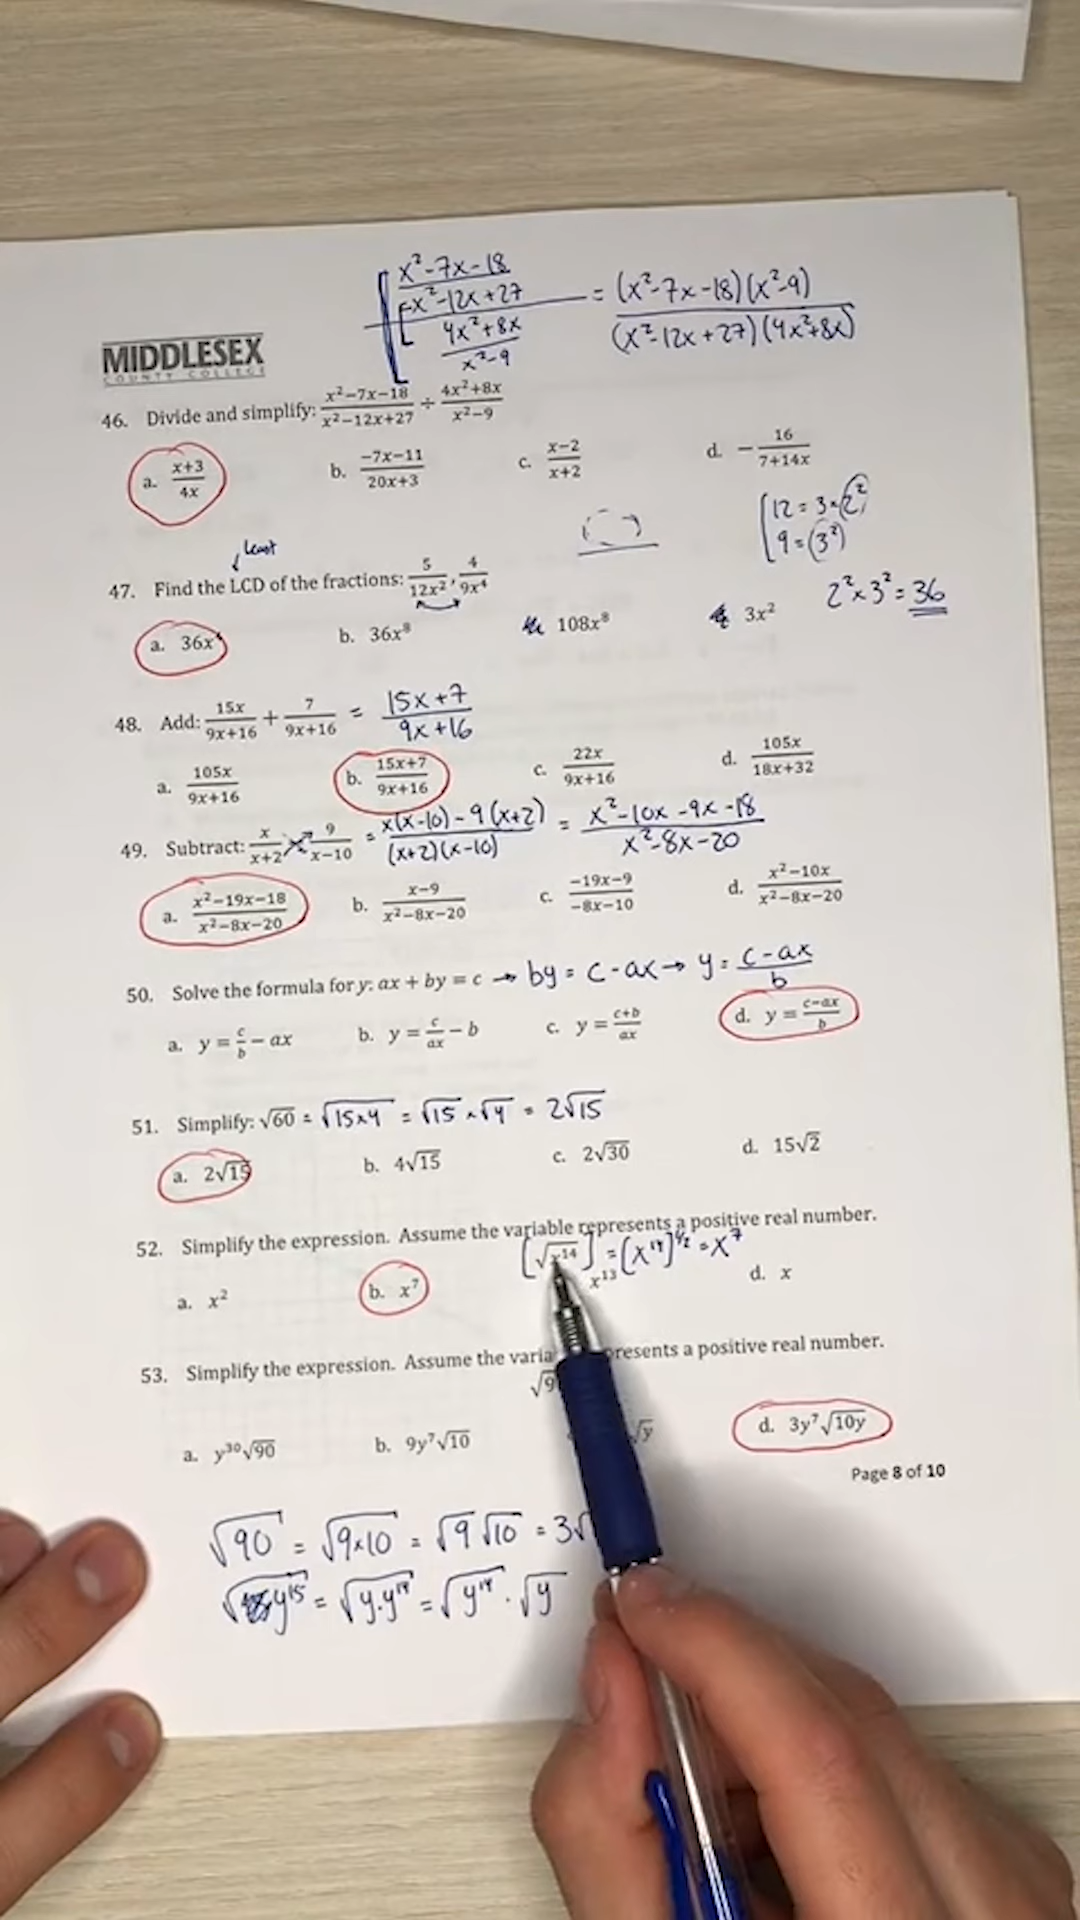 x²-7x-18
x²-12x+27
4x²+8x
x²-9
= (x²-7x-18)(x²-9)
(x²-12x+27)(4x²+8x)
MIDDLESEX
COUNTY COLLEGE
46. Divide and simplify: x²−7x−18/x²−12x+27 ÷ 4x²+8x/x²−9
a. x+3/4x b. −7x−11/20x+3 c. x−2/x+2 d. − 16/7+14x
12 = 3×2²
9 = (3²)
2²×3² = 36
Least
47. Find the LCD of the fractions: 5/12x², 4/9x⁴
a. 36x⁴ b. 36x⁸ 108x⁸ 3x²
48. Add: 15x/9x+16 + 7/9x+16 = 15x+7/9x+16
a. 105x/9x+16 b. 15x+7/9x+16 c. 22x/9x+16 d. 105x/18x+32
49. Subtract: x/x+2 9/x−10 = x(x-10)-9(x+2)/(x+2)(x-10) = x²-10x-9x-18/x²-8x-20
a. x²−19x−18/x²−8x−20 b. x−9/x²−8x−20 c. −19x−9/−8x−10 d. x²−10x/x²−8x−20
50. Solve the formula for y: ax + by = c → by = c-ax → y = c-ax/b
a. y = c/b − ax b. y = c/ax − b c. y = c+b/ax d. y = c−ax/b
51. Simplify: √60 = √15×4 = √15 × √4 = 2√15
a. 2√15 b. 4√15 c. 2√30 d. 15√2
52. Simplify the expression. Assume the variable represents a positive real number.
[√x¹⁴] = [x¹⁴]^½ = x⁷
a. x² b. x⁷ x¹³ d. x
53. Simplify the expression. Assume the varia presents a positive real number.
√9
a. y³⁰√90 b. 9y⁷√10 √y d. 3y⁷√10y
Page 8 of 10
√90 = √9×10 = √9 √10 = 3√
√y¹⁵ = √y·y¹⁴ = √y¹⁴ · √y